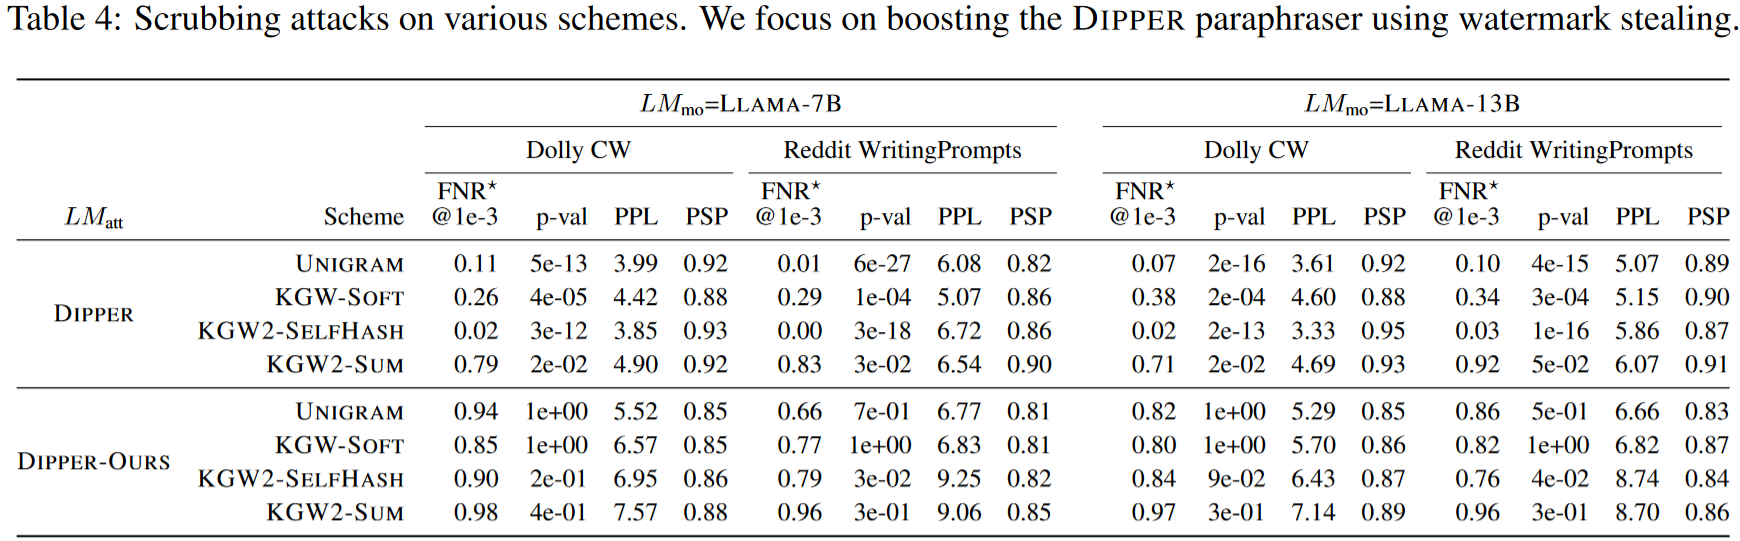 Table 4: Scrubbing attacks on various schemes. We focus on boosting the DIPPER paraphraser using watermark stealing.
LMmo=LLAMA-7B LMmo=LLAMA-13B
Dolly CW Reddit WritingPrompts Dolly CW Reddit WritingPrompts
FNR* FNR* FNR* FNR*
LMatt Scheme @1e-3 p-val PPL PSP @1e-3 p-val PPL PSP @1e-3 p-val PPL PSP @1e-3 p-val PPL PSP
UNIGRAM 0.11 5e-13 3.99 0.92 0.01 6e-27 6.08 0.82 0.07 2e-16 3.61 0.92 0.10 4e-15 5.07 0.89
KGW-SOFT 0.26 4e-05 4.42 0.88 0.29 1e-04 5.07 0.86 0.38 2e-04 4.60 0.88 0.34 3e-04 5.15 0.90
DIPPER
KGW2-SELFHASH 0.02 3e-12 3.85 0.93 0.00 3e-18 6.72 0.86 0.02 2e-13 3.33 0.95 0.03 1e-16 5.86 0.87
KGW2-SUM 0.79 2e-02 4.90 0.92 0.83 3e-02 6.54 0.90 0.71 2e-02 4.69 0.93 0.92 5e-02 6.07 0.91
UNIGRAM 0.94 1e+00 5.52 0.85 0.66 7e-01 6.77 0.81 0.82 1e+00 5.29 0.85 0.86 5e-01 6.66 0.83
KGW-SOFT 0.85 1e+00 6.57 0.85 0.77 1e+00 6.83 0.81 0.80 1e+00 5.70 0.86 0.82 1e+00 6.82 0.87
DIPPER-OURS
KGW2-SELFHASH 0.90 2e-01 6.95 0.86 0.79 3e-02 9.25 0.82 0.84 9e-02 6.43 0.87 0.76 4e-02 8.74 0.84
KGW2-SUM 0.98 4e-01 7.57 0.88 0.96 3e-01 9.06 0.85 0.97 3e-01 7.14 0.89 0.96 3e-01 8.70 0.86